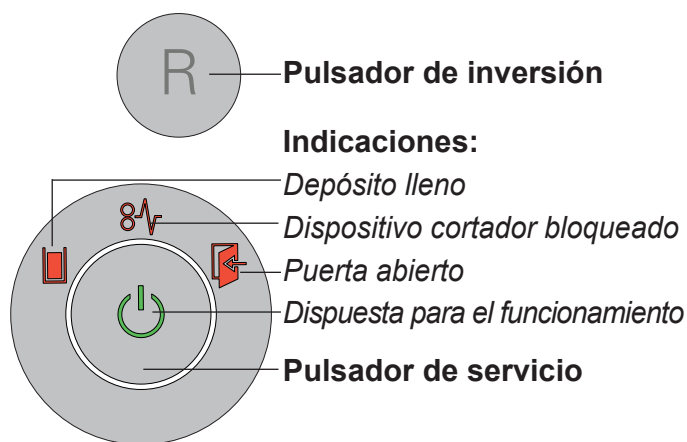 R
Pulsador de inversión
Indicaciones:
Depósito lleno
Dispositivo cortador bloqueado
Puerta abierto
Dispuesta para el funcionamiento
Pulsador de servicio